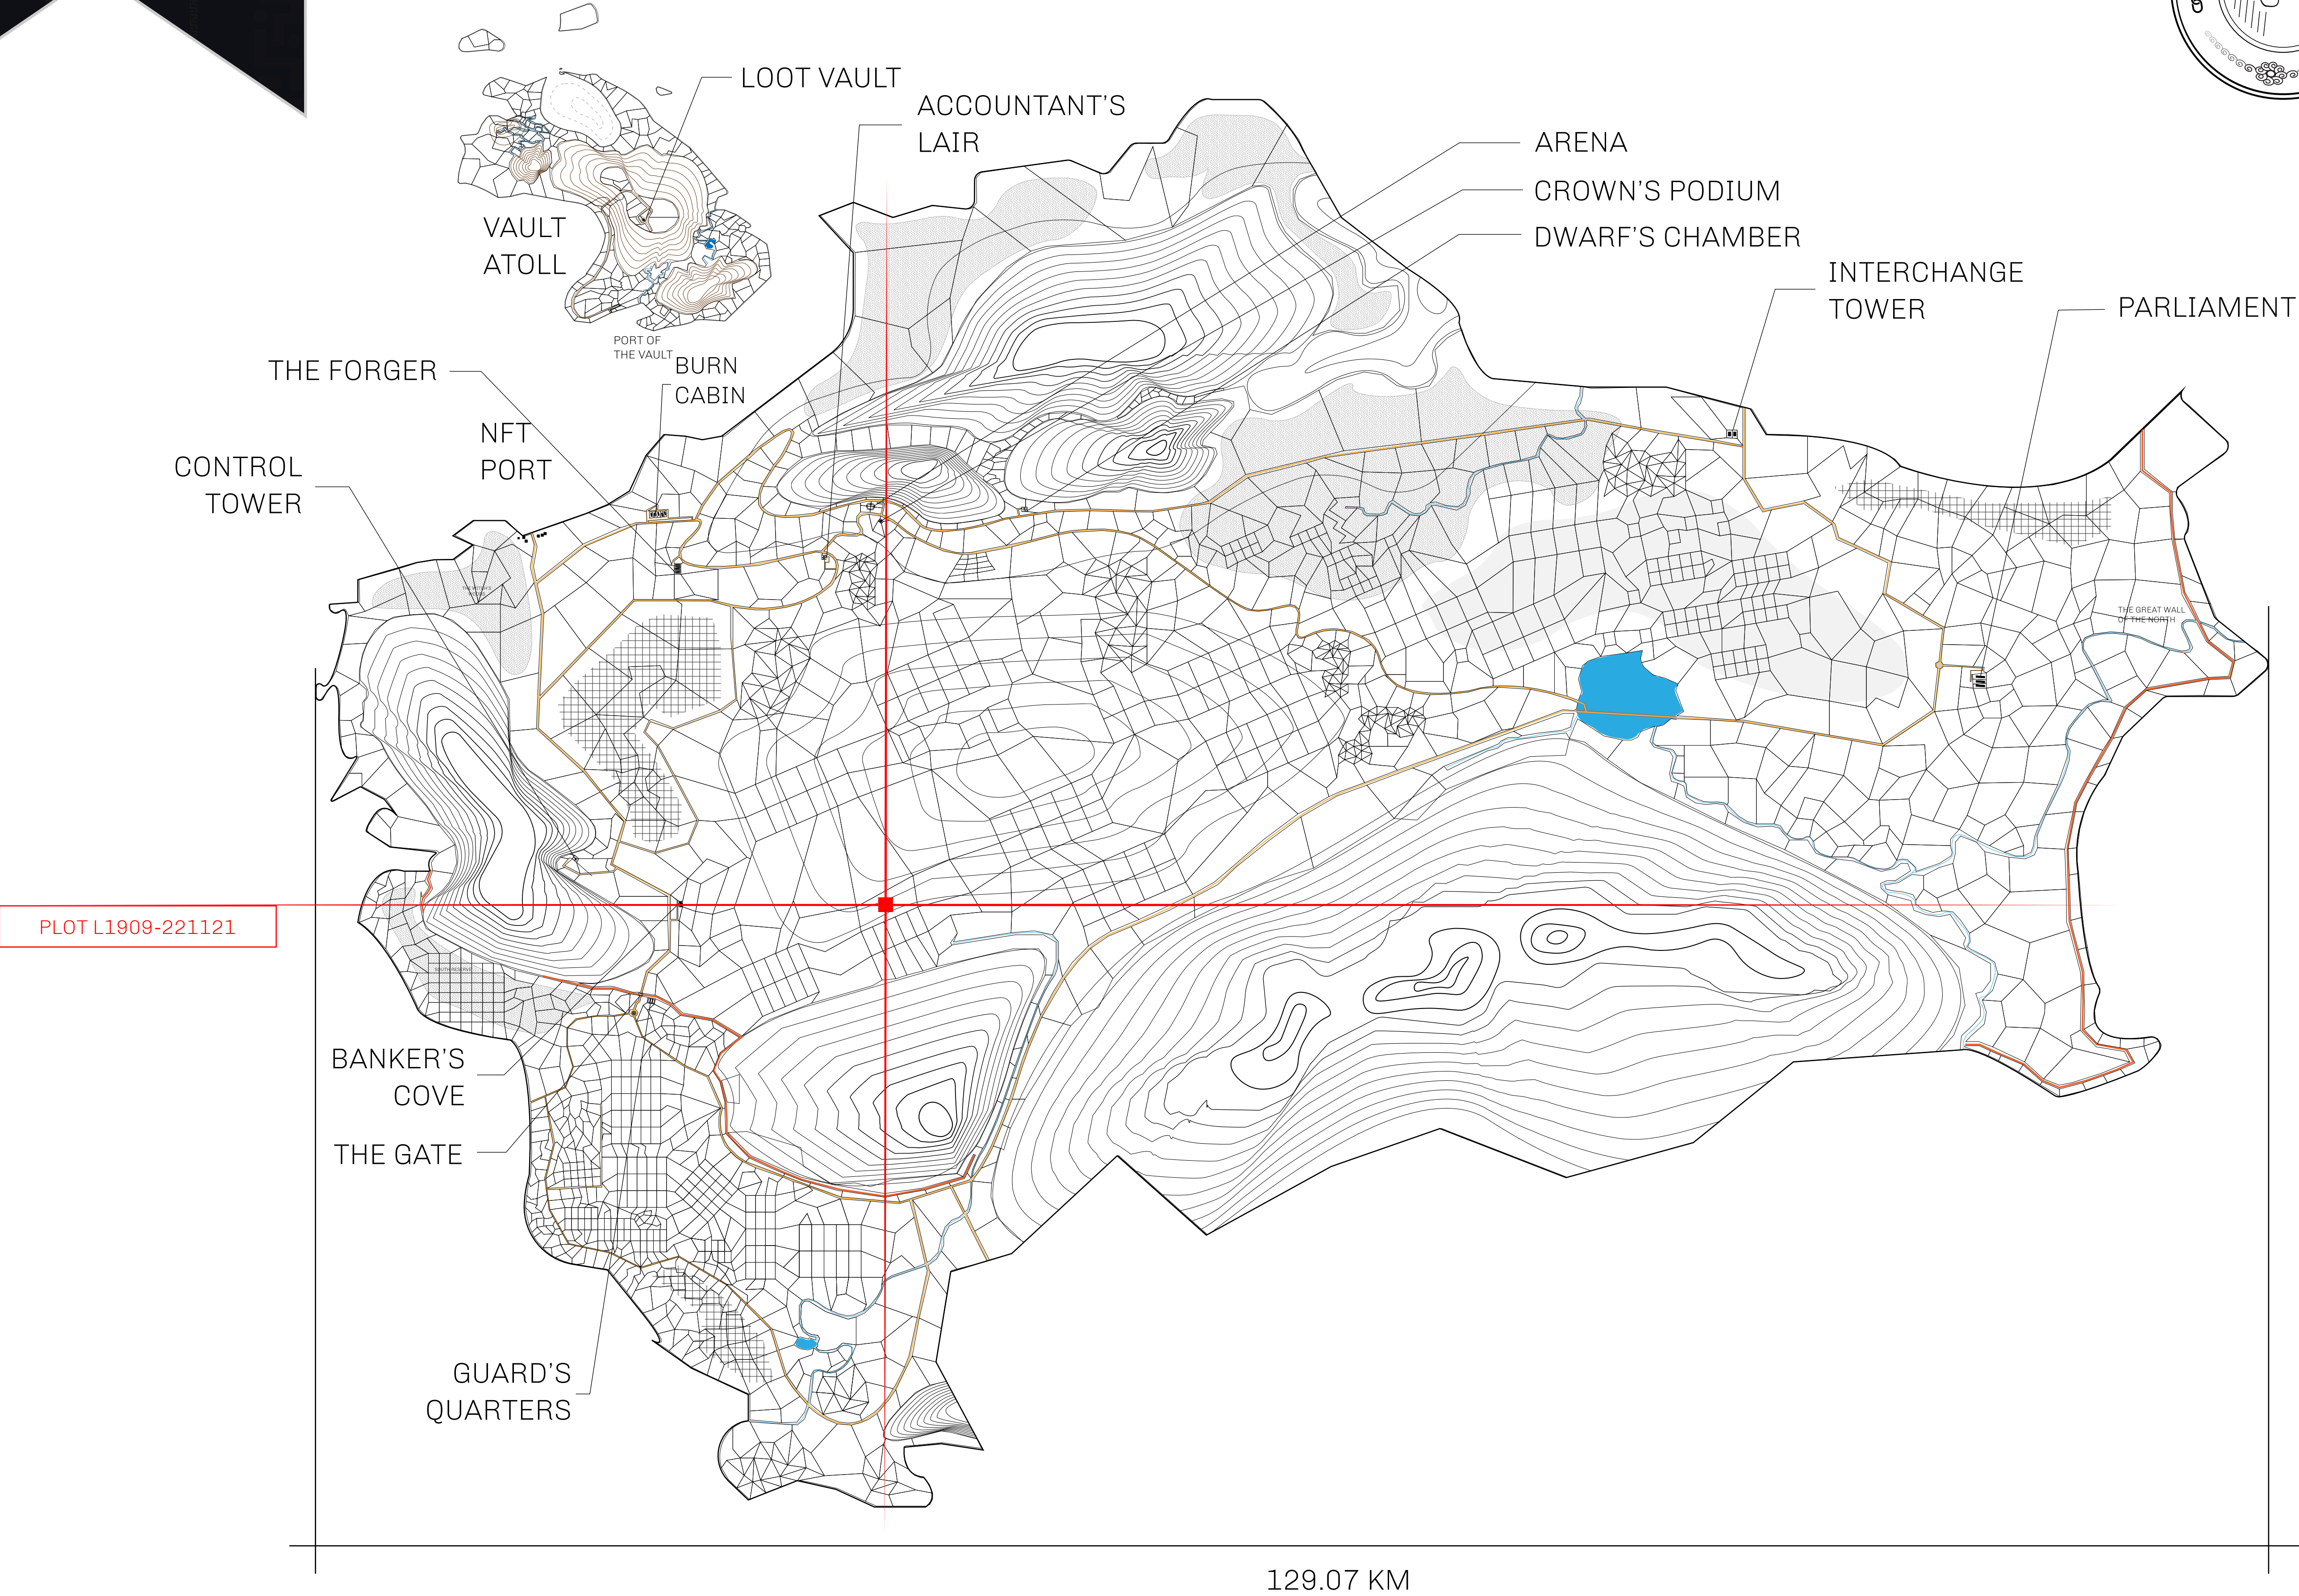 LOOT VAULT
ACCOUNTANT'S
LAIR
ARENA
CROWN'S PODIUM
DWARF'S CHAMBER
INTERCHANGE
TOWER
PARLIAMENT
VAULT
ATOLL
PORT OF
THE VAULT
BURN
CABIN
THE FORGER
NFT
PORT
CONTROL
TOWER
THE GREAT WALL
OF THE NORTH
PLOT L1909-221121
SOUTH RESERVE
BANKER'S
COVE
THE GATE
GUARD'S
QUARTERS
129.07 KM